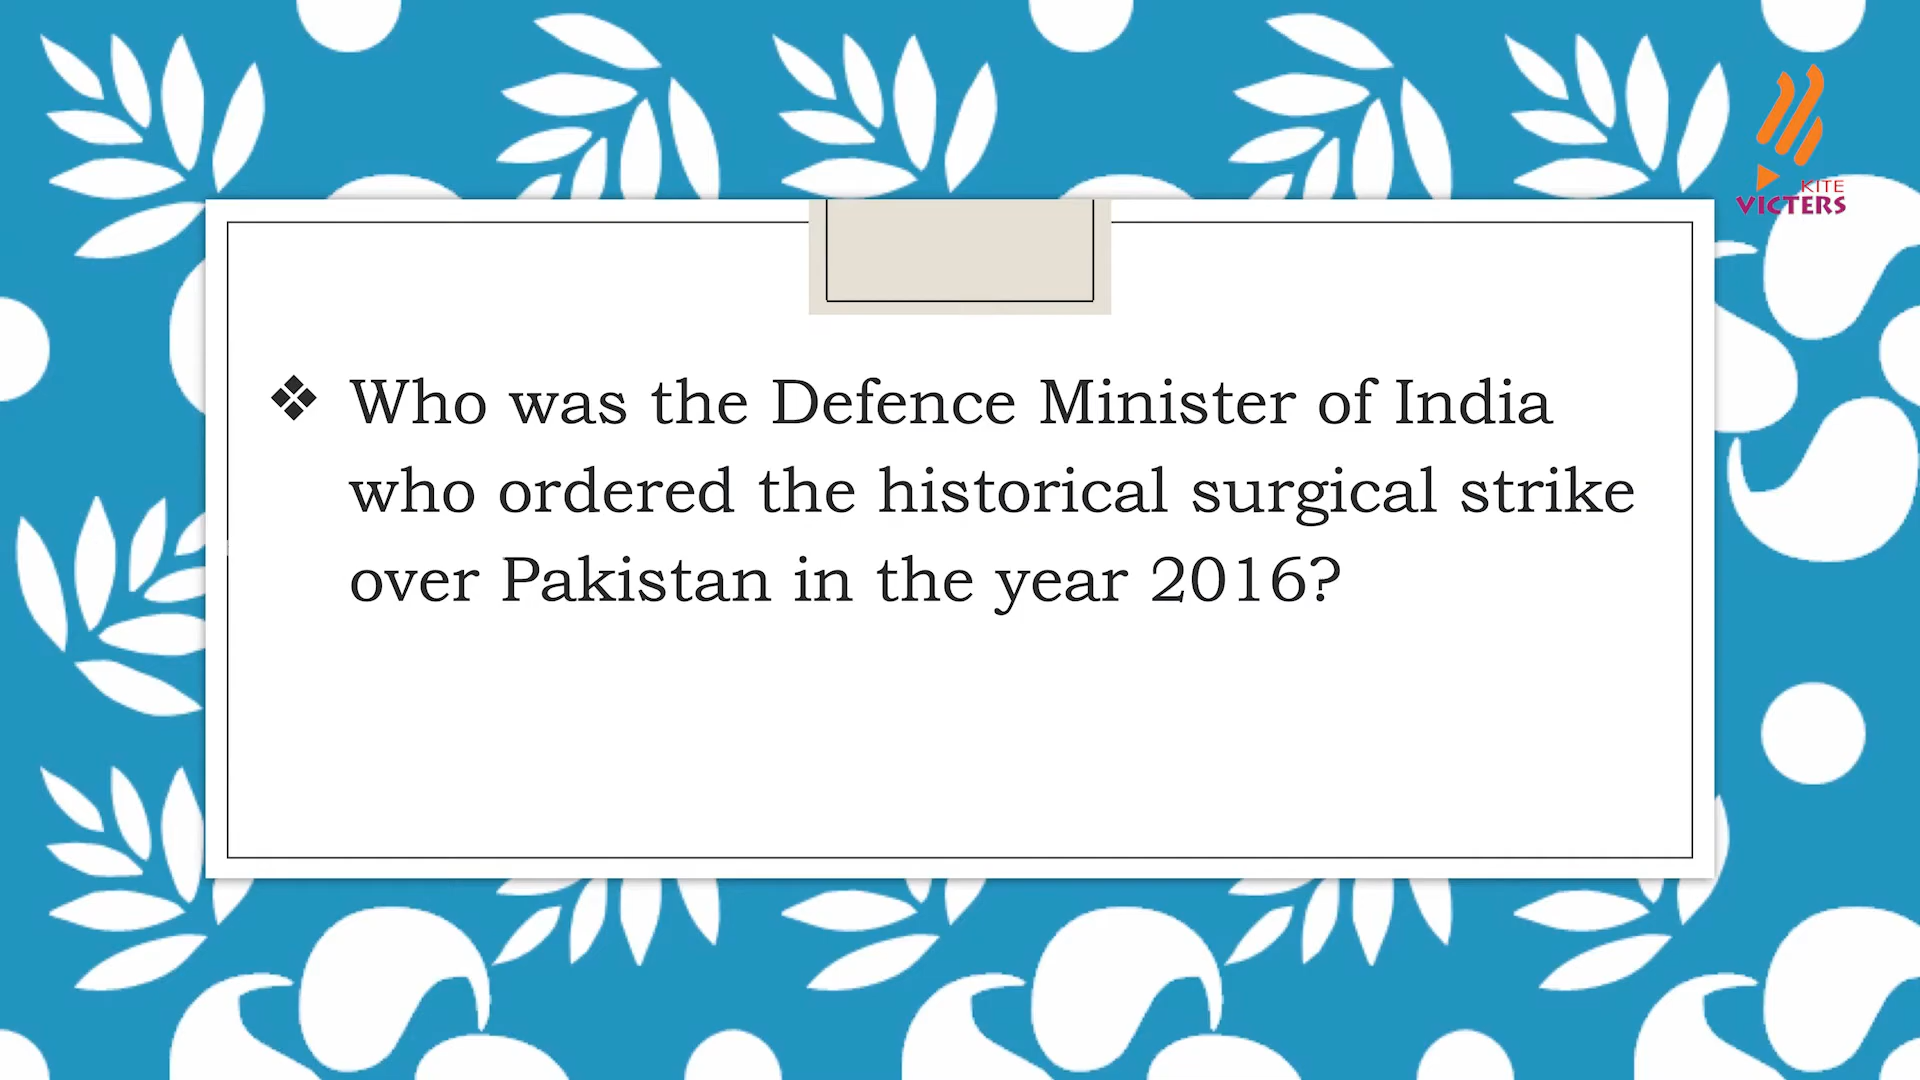 KITE
VICTERS
❖ Who was the Defence Minister of India
who ordered the historical surgical strike
over Pakistan in the year 2016?